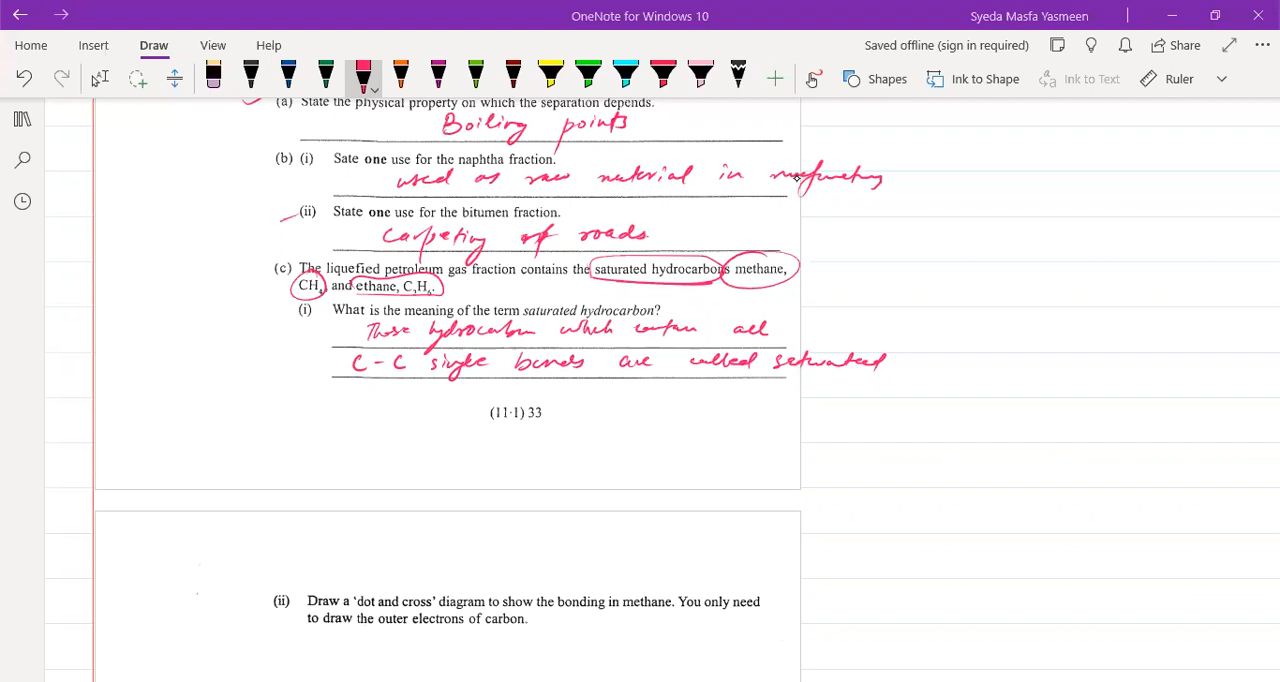 OneNote for Windows 10
Syeda Masfa Yasmeen
Home Insert Draw View Help
Saved offline (sign in required) Share
Shapes Ink to Shape Ink to Text Ruler
(a) State the physical property on which the separation depends.
Boiling points
(b) (i) Sate one use for the naphtha fraction.
used as raw material in
(ii) State one use for the bitumen fraction.
carpeting of roads
(c) The liquefied petroleum gas fraction contains the saturated hydrocarbons methane,
CH4, and ethane, C2H6.
(i) What is the meaning of the term saturated hydrocarbon?
Those hydrocarbon which contain all
C-C single bonds are called saturated
(11·1) 33
(ii) Draw a 'dot and cross' diagram to show the bonding in methane. You only need
to draw the outer electrons of carbon.